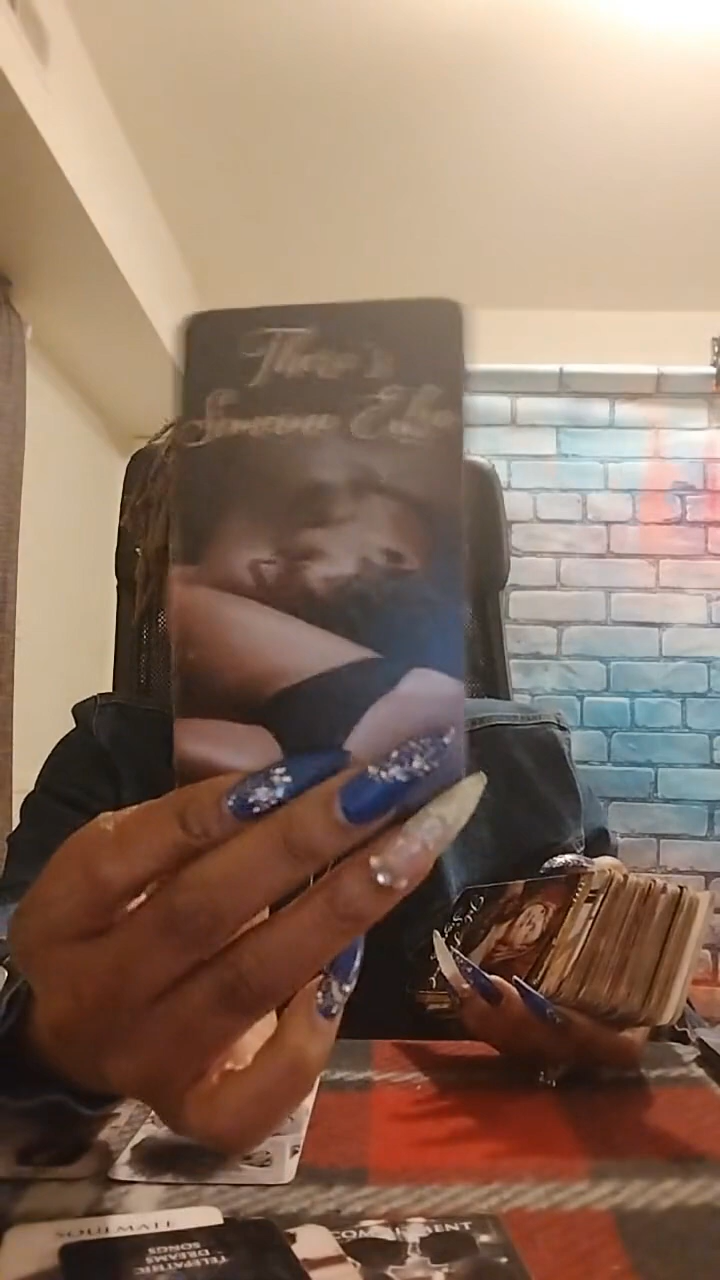 There's
Someone Else
SOULMATE
TELEPATHIC
DREAMS
SONGS
COMMITMENT